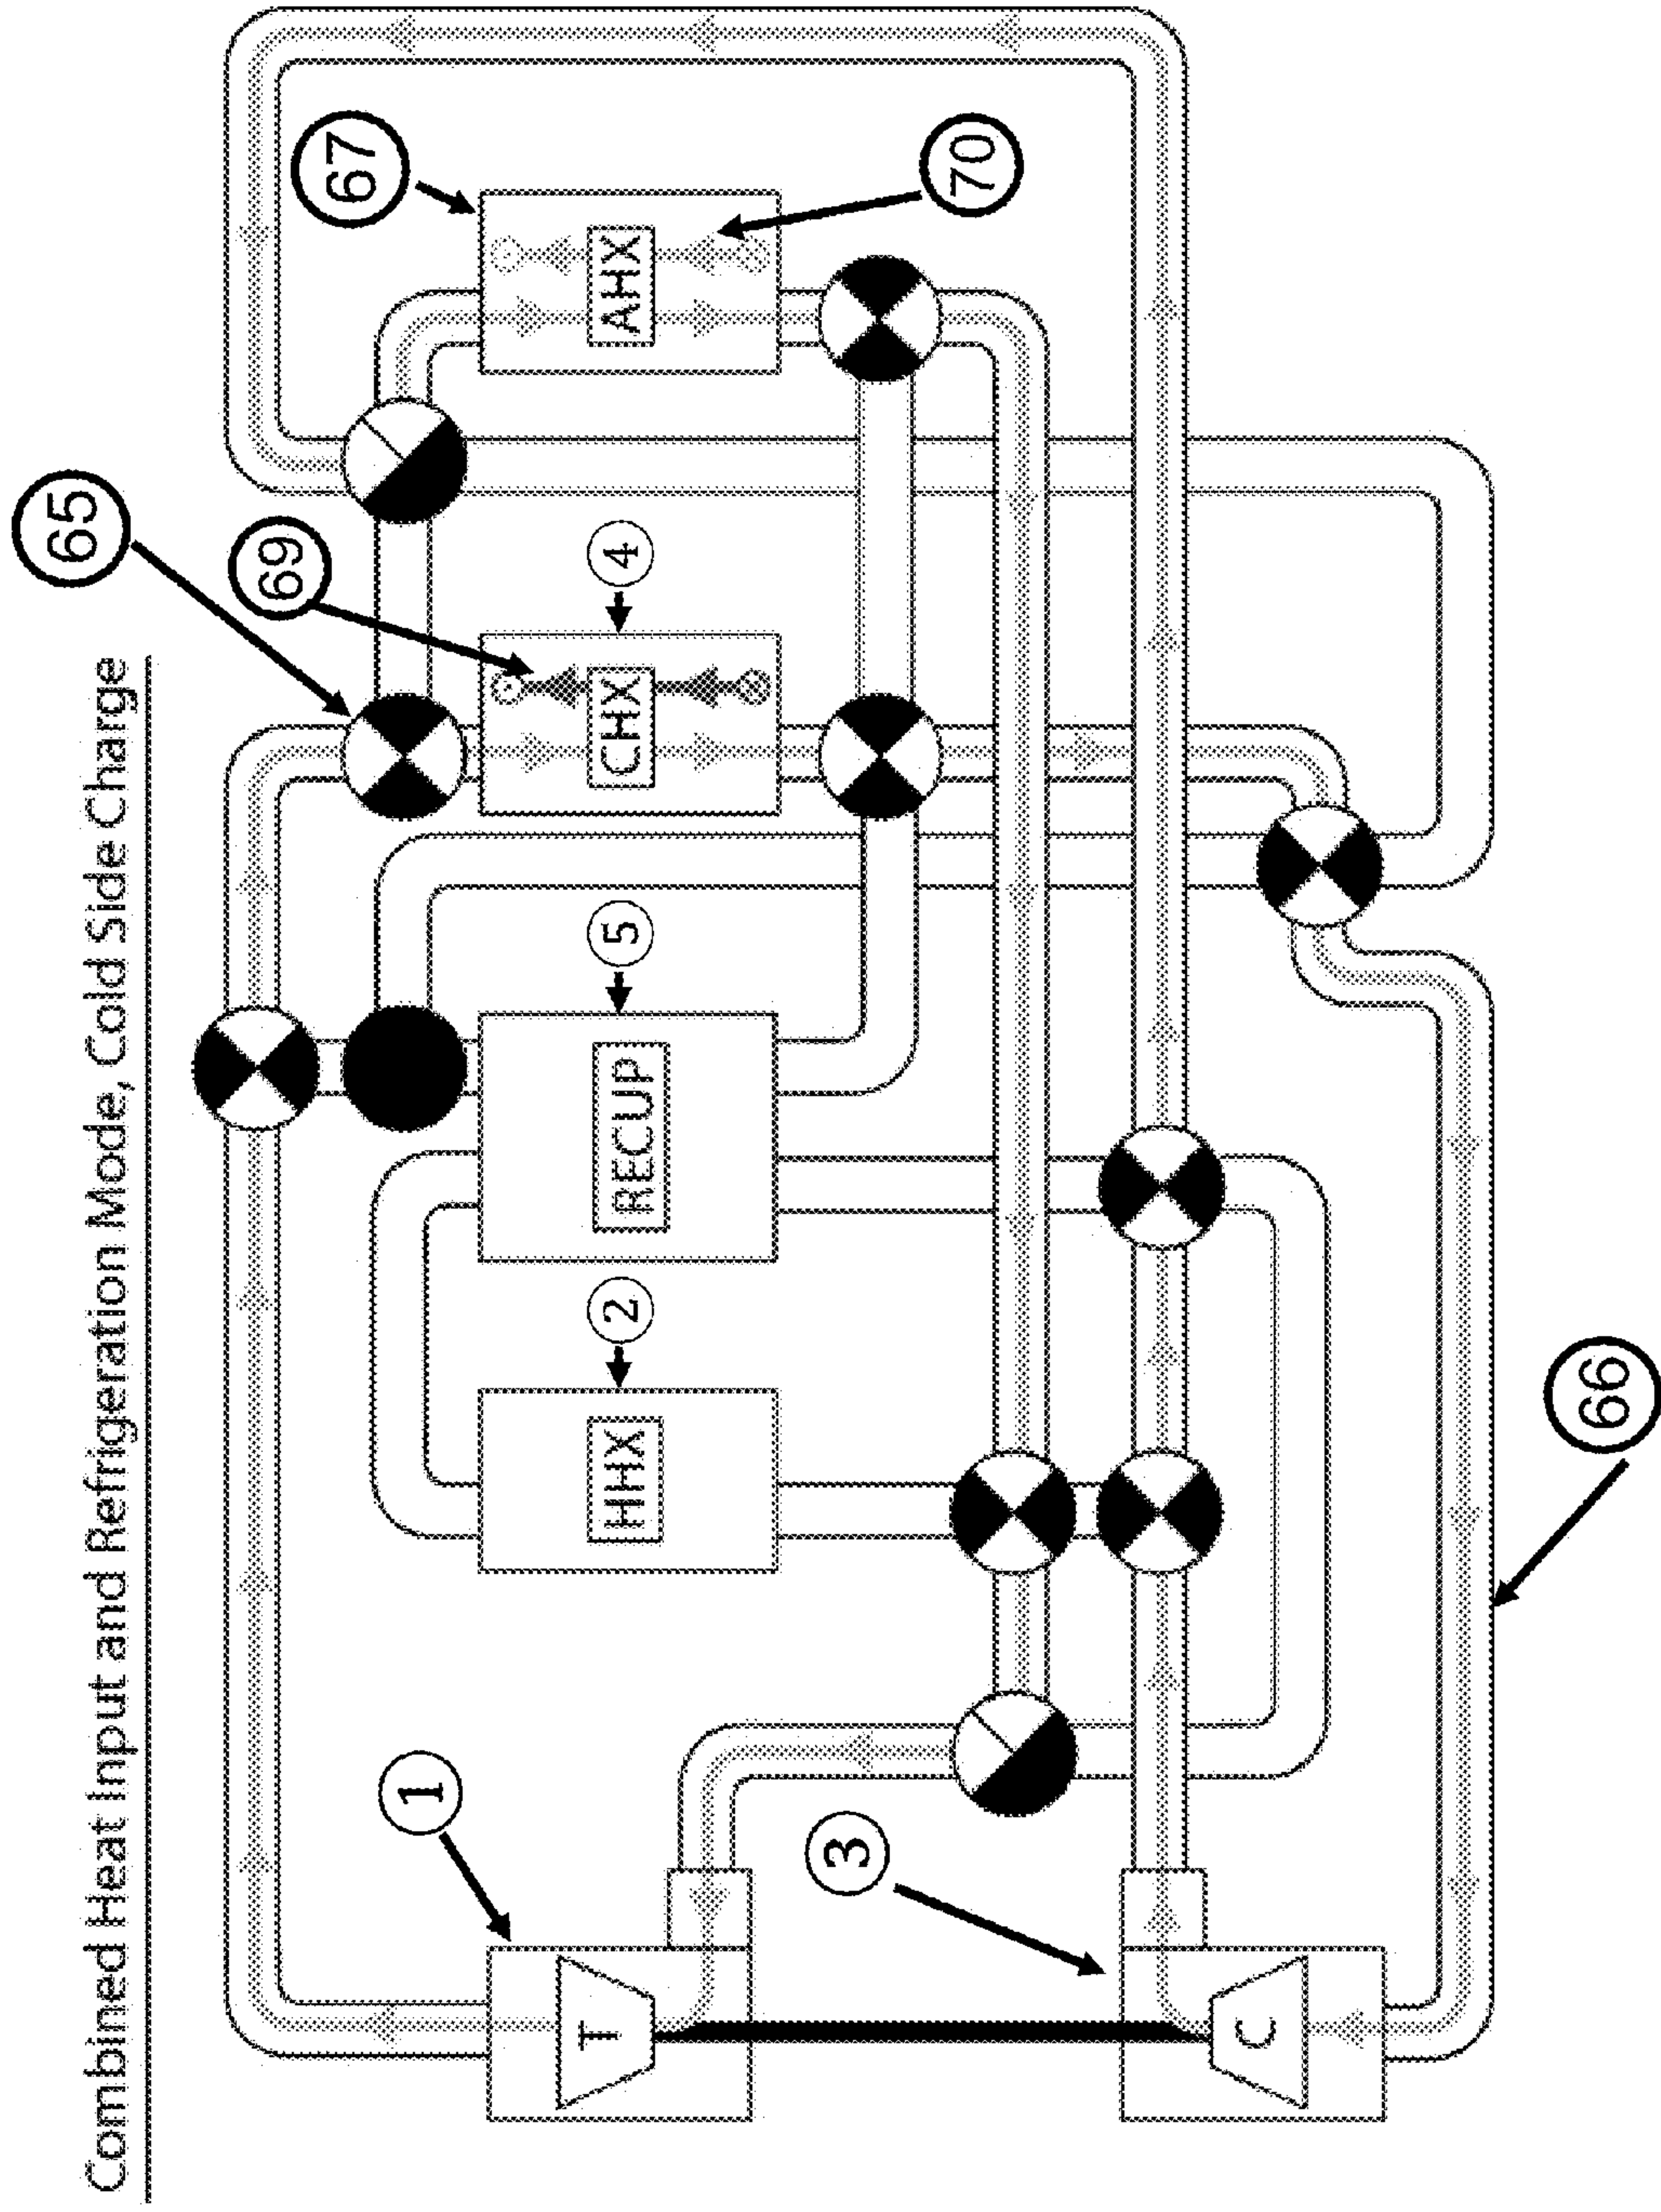 Combined Heat Input and Refrigeration Mode, Cold Side Charge
65
67
69
70
1
2
5
4
T
HHX
RECUP
CHX
AHX
3
C
66